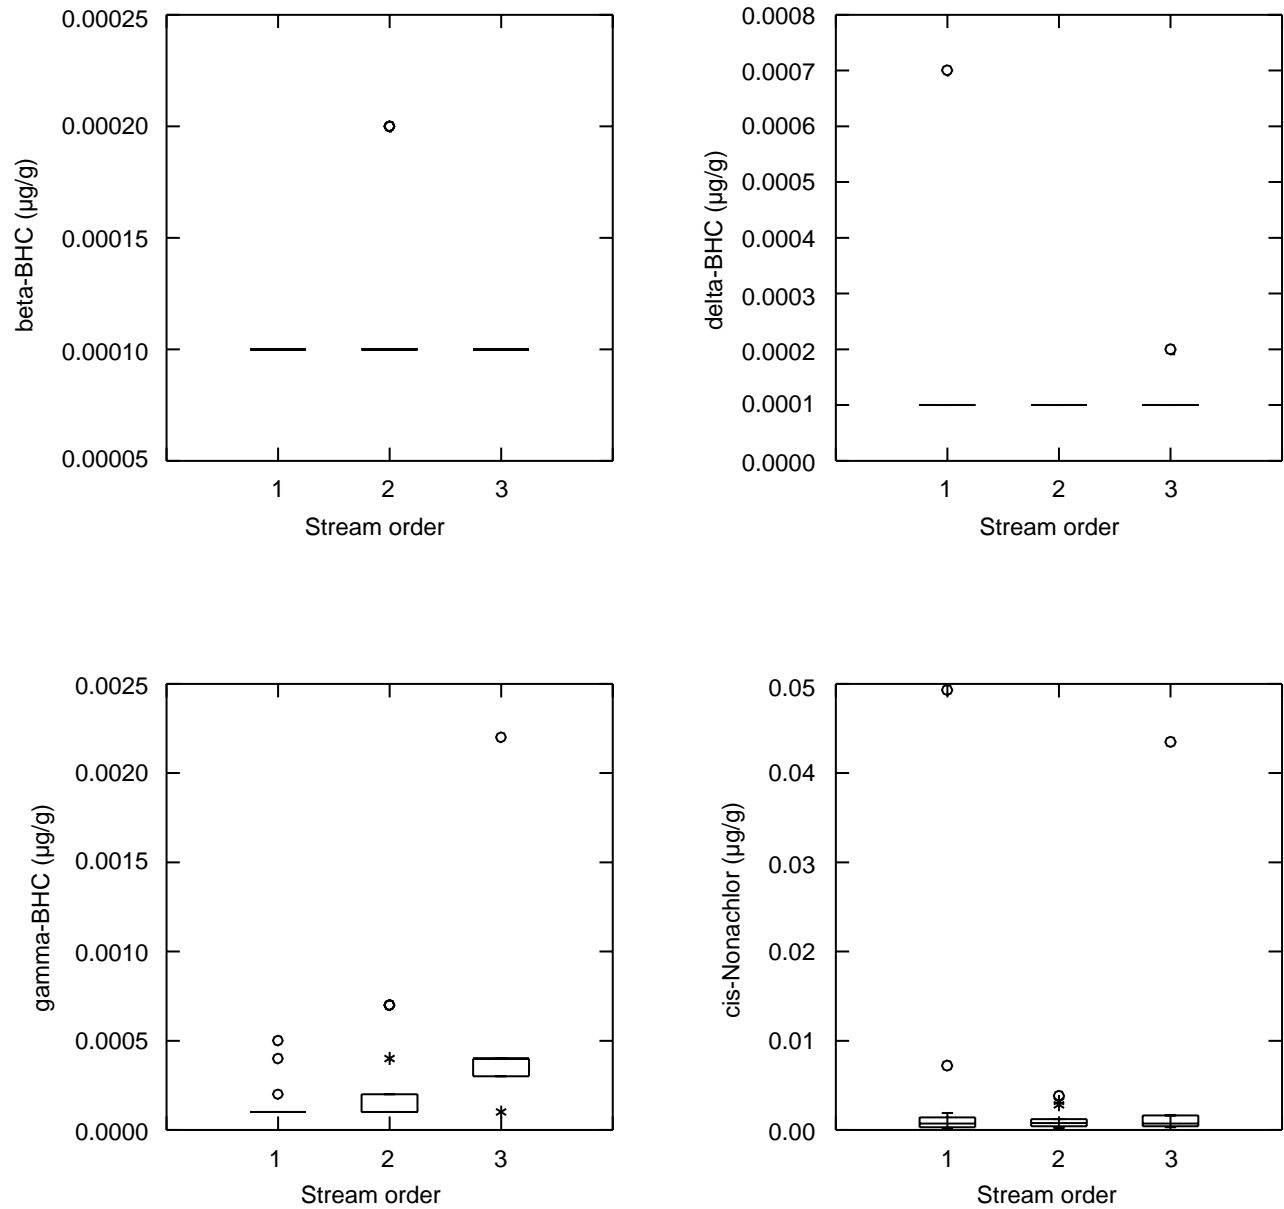 beta-BHC (µg/g)
0.00025
0.00020
0.00015
0.00010
0.00005
1 2 3
Stream order
delta-BHC (µg/g)
0.0008
0.0007
0.0006
0.0005
0.0004
0.0003
0.0002
0.0001
0.0000
1 2 3
Stream order
gamma-BHC (µg/g)
0.0025
0.0020
0.0015
0.0010
0.0005
0.0000
1 2 3
Stream order
cis-Nonachlor (µg/g)
0.05
0.04
0.03
0.02
0.01
0.00
1 2 3
Stream order